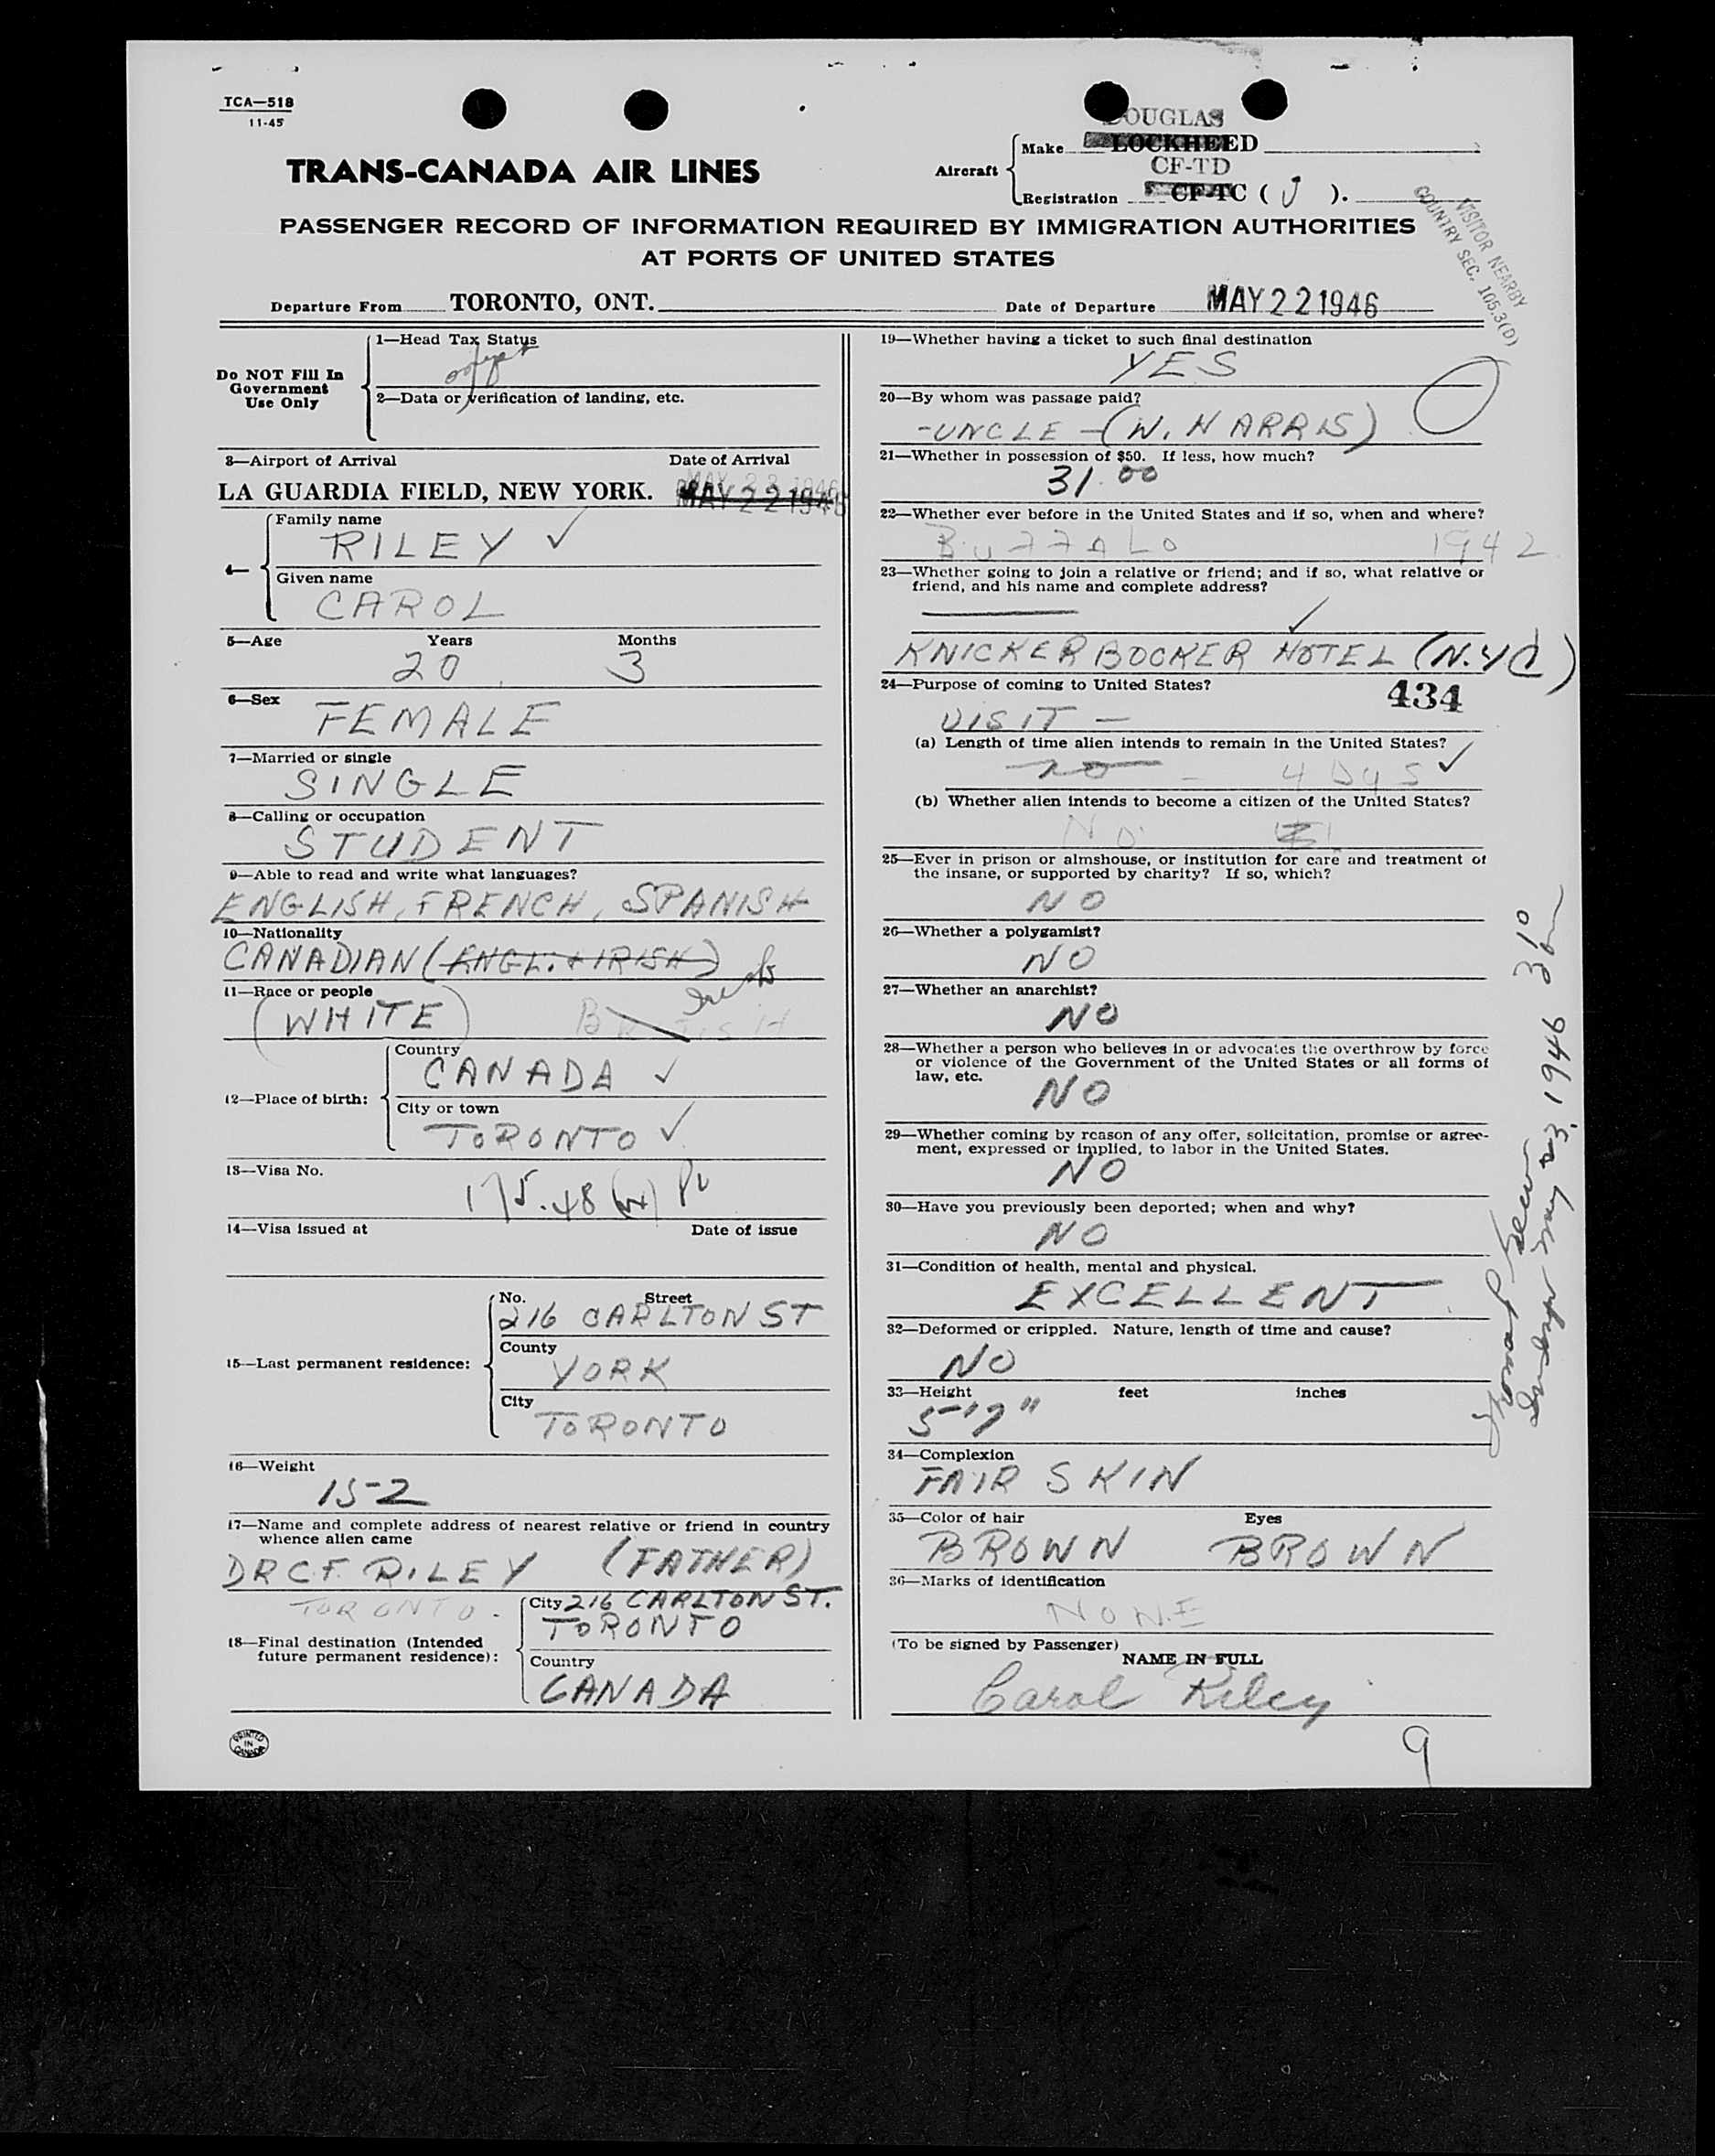 TCA—518
11-45
DOUGLAS
TRANS-CANADA AIR LINES
Aircraft
Make LOCKHEED
CF-TD
Registration CF-TC ( J ).
VISITOR NEARBY
COUNTRY SEC. 105.3(D)
PASSENGER RECORD OF INFORMATION REQUIRED BY IMMIGRATION AUTHORITIES
AT PORTS OF UNITED STATES
Departure From TORONTO, ONT. Date of Departure MAY 22 1946
Do NOT Fill In
Government
Use Only
1—Head Tax Status
2—Data or verification of landing, etc.
3—Airport of Arrival Date of Arrival
LA GUARDIA FIELD, NEW YORK. MAY 22 1946
MAY 23 1946
4—
Family name
RILEY ✓
Given name
CAROL
5—Age Years Months
20 3
6—Sex
FEMALE
7—Married or single
SINGLE
8—Calling or occupation
STUDENT
9—Able to read and write what languages?
ENGLISH, FRENCH, SPANISH
10—Nationality
CANADIAN (ENGL. + IRISH)
11—Race or people
(WHITE) BRITISH
12—Place of birth:
Country
CANADA ✓
City or town
TORONTO ✓
13—Visa No.
175.48
14—Visa issued at Date of issue
15—Last permanent residence:
No. Street
216 CARLTON ST
County
YORK
City
TORONTO
16—Weight
152
17—Name and complete address of nearest relative or friend in country
whence alien came
DR C.F. RILEY (FATHER)
TORONTO.
18—Final destination (Intended
future permanent residence):
City 216 CARLTON ST.
TORONTO
Country
CANADA
PRINTED
IN
CANADA
19—Whether having a ticket to such final destination
YES
20—By whom was passage paid?
-UNCLE-(W. HARRIS)
21—Whether in possession of $50. If less, how much?
31.00
22—Whether ever before in the United States and if so, when and where?
BUFFALO 1942
23—Whether going to join a relative or friend; and if so, what relative or
friend, and his name and complete address?
✓
KNICKERBOCKER HOTEL (N.Y.C)
24—Purpose of coming to United States?
434
VISIT —
(a) Length of time alien intends to remain in the United States?
NO - 4 DYS ✓
(b) Whether alien intends to become a citizen of the United States?
NO
25—Ever in prison or almshouse, or institution for care and treatment of
the insane, or supported by charity? If so, which?
NO
26—Whether a polygamist?
NO
27—Whether an anarchist?
NO
28—Whether a person who believes in or advocates the overthrow by force
or violence of the Government of the United States or all forms of
law, etc.
NO
29—Whether coming by reason of any offer, solicitation, promise or agree-
ment, expressed or implied, to labor in the United States.
NO
30—Have you previously been deported; when and why?
NO
31—Condition of health, mental and physical.
EXCELLENT
32—Deformed or crippled. Nature, length of time and cause?
NO
33—Height feet inches
5'7"
34—Complexion
FAIR SKIN
35—Color of hair Eyes
BROWN BROWN
36—Marks of identification
NONE
(To be signed by Passenger)
NAME IN FULL
Carol Riley
9
May 23, 1946